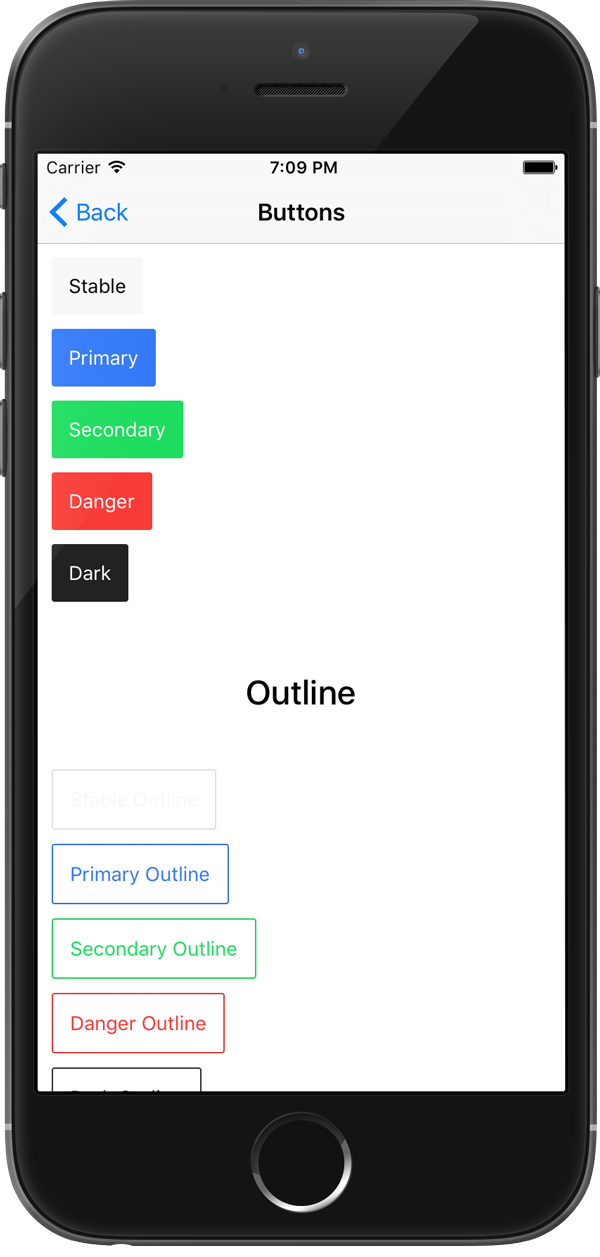 Carrier 7:09 PM
Back Buttons
Stable
Primary
Secondary
Danger
Dark
Outline
Stable Outline
Primary Outline
Secondary Outline
Danger Outline